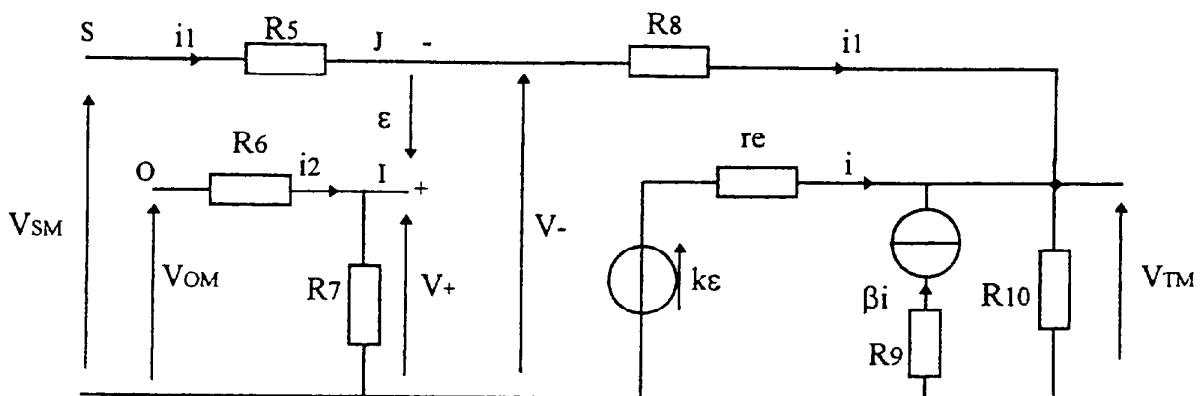 S i1 R5 J - R8 i1
ε
R6 re
O i2 I + i
VSM V-
VOM R7 V+ kε βi R10 VTM
R9